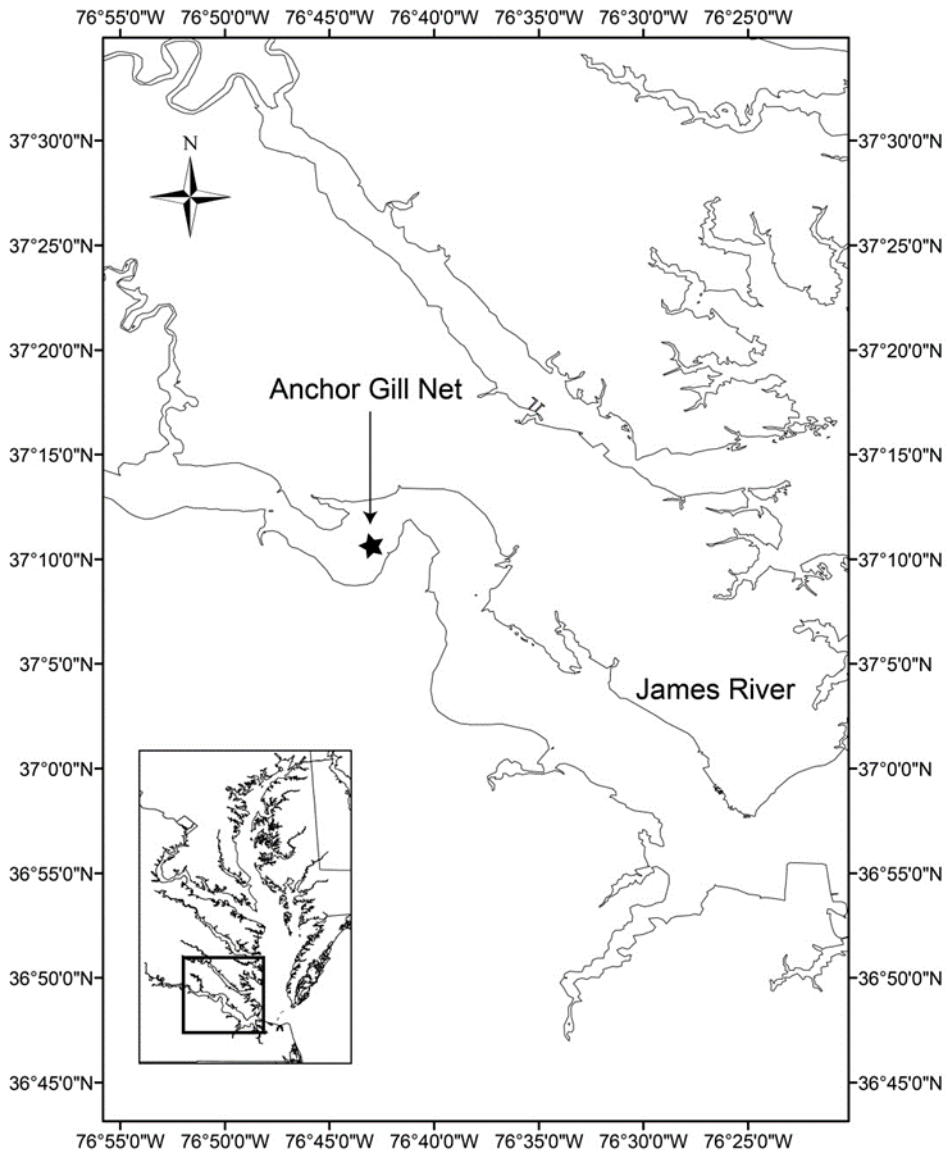 76°55'0"W 76°50'0"W 76°45'0"W 76°40'0"W 76°35'0"W 76°30'0"W 76°25'0"W
N
37°30'0"N 37°30'0"N
37°25'0"N 37°25'0"N
37°20'0"N 37°20'0"N
Anchor Gill Net
37°15'0"N 37°15'0"N
37°10'0"N 37°10'0"N
37°5'0"N 37°5'0"N
James River
37°0'0"N 37°0'0"N
36°55'0"N 36°55'0"N
36°50'0"N 36°50'0"N
36°45'0"N 36°45'0"N
76°55'0"W 76°50'0"W 76°45'0"W 76°40'0"W 76°35'0"W 76°30'0"W 76°25'0"W